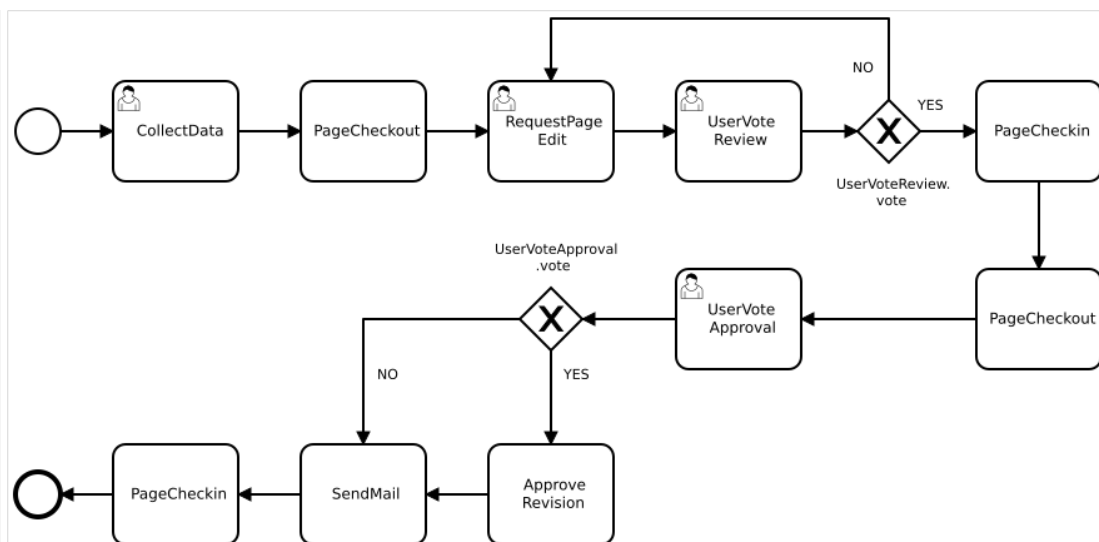 CollectData
PageCheckout
RequestPage
Edit
UserVote
Review
NO
YES
UserVoteReview.
vote
PageCheckin
PageCheckout
UserVote
Approval
UserVoteApproval
.vote
NO
YES
Approve
Revision
SendMail
PageCheckin